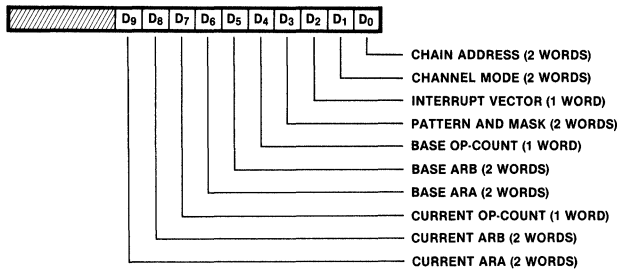 D9 D8 D7 D6 D5 D4 D3 D2 D1 D0
CHAIN ADDRESS (2 WORDS)
CHANNEL MODE (2 WORDS)
INTERRUPT VECTOR (1 WORD)
PATTERN AND MASK (2 WORDS)
BASE OP-COUNT (1 WORD)
BASE ARB (2 WORDS)
BASE ARA (2 WORDS)
CURRENT OP-COUNT (1 WORD)
CURRENT ARB (2 WORDS)
CURRENT ARA (2 WORDS)